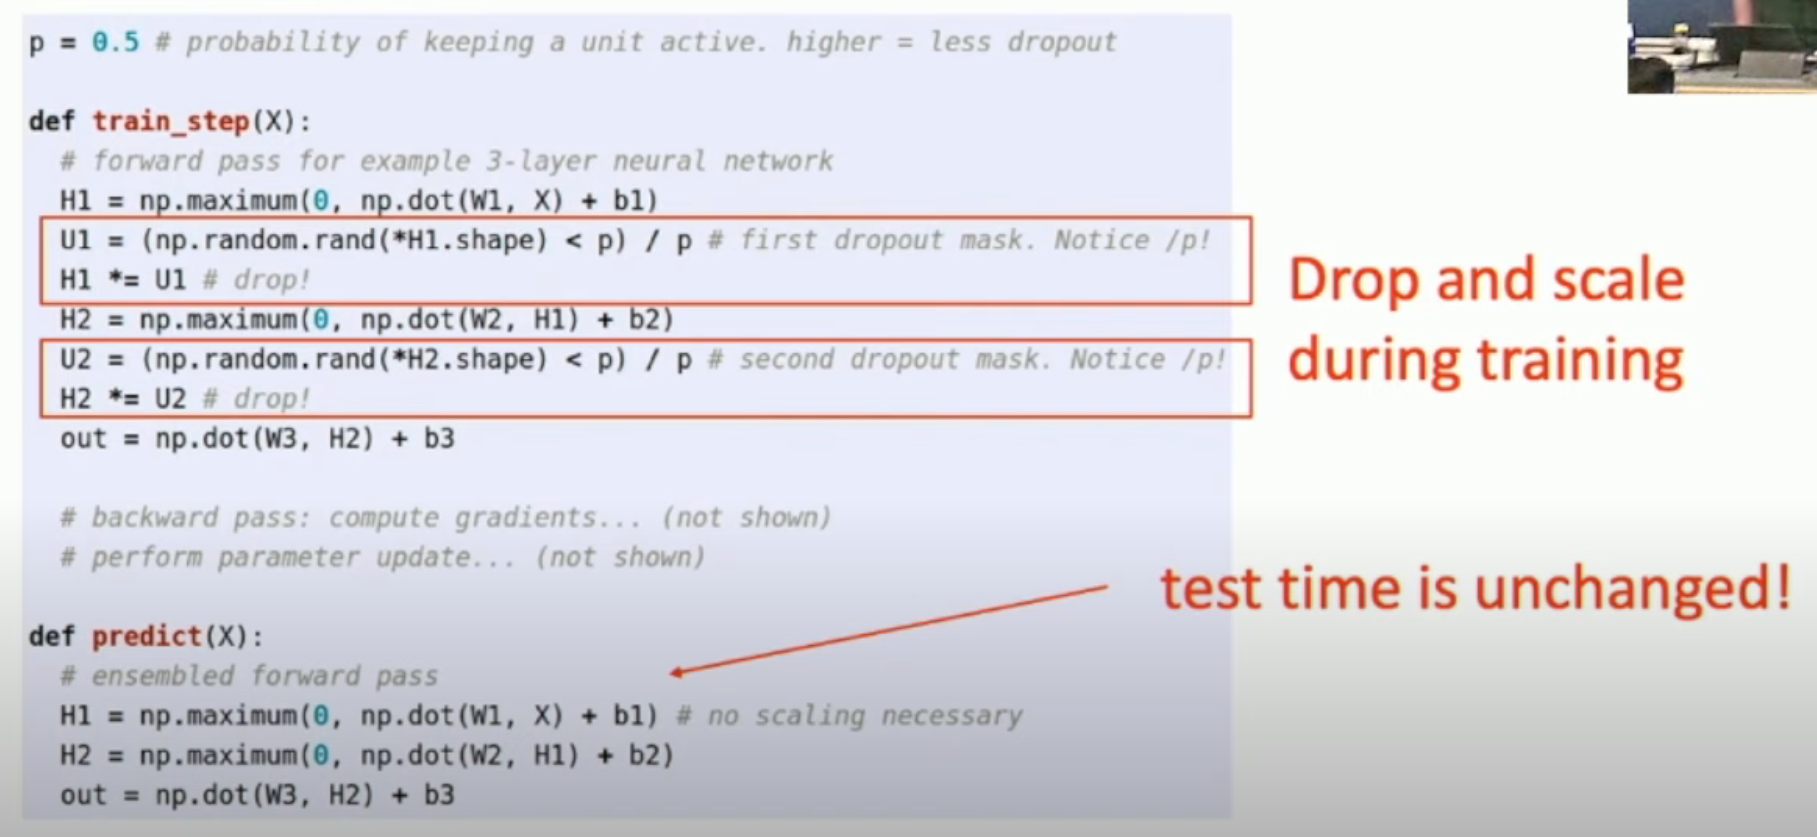 p = 0.5 # probability of keeping a unit active. higher = less dropout
def train_step(X):
# forward pass for example 3-layer neural network
H1 = np.maximum(0, np.dot(W1, X) + b1)
U1 = (np.random.rand(*H1.shape) < p) / p # first dropout mask. Notice /p!
H1 *= U1 # drop!
H2 = np.maximum(0, np.dot(W2, H1) + b2)
U2 = (np.random.rand(*H2.shape) < p) / p # second dropout mask. Notice /p!
H2 *= U2 # drop!
out = np.dot(W3, H2) + b3
Drop and scale
during training
# backward pass: compute gradients... (not shown)
# perform parameter update... (not shown)
test time is unchanged!
def predict(X):
# ensembled forward pass
H1 = np.maximum(0, np.dot(W1, X) + b1) # no scaling necessary
H2 = np.maximum(0, np.dot(W2, H1) + b2)
out = np.dot(W3, H2) + b3